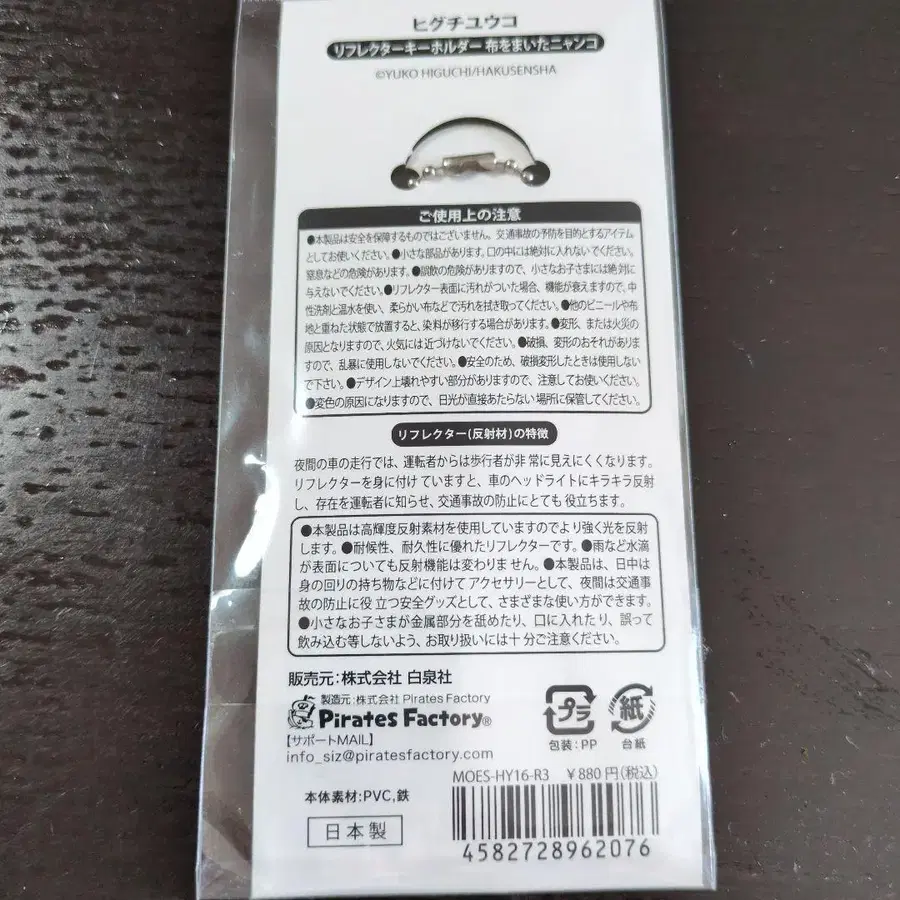 ヒグチユウコ
リフレクターキーホルダー 布をまいたニャンコ
©YUKO HIGUCHI/HAKUSENSHA
ご使用上の注意
●本製品は安全を保障するものではございません。交通事故の予防を目的とするアイテム
としてお使いください。●小さな部品があります。口の中には絶対に入れないでください。
窒息などの危険があります。●誤飲の危険がありますので、小さなお子さまには絶対に
与えないでください。●リフレクター表面に汚れがついた場合、機能が衰えますので、中
性洗剤と温水を使い、柔らかい布などで汚れを拭き取ってください。●他のビニールや布
地と重ねた状態で放置すると、染料が移行する場合があります。●変形、または火災の
原因となりますので、火気には近づけないでください。●破損、変形のおそれがありま
すので、乱暴に使用しないでください。●安全のため、破損変形したときは使用しない
で下さい。●デザイン上壊れやすい部分がありますので、注意してお使いください。
●変色の原因になりますので、日光が直接あたらない場所に保管してください。
リフレクター(反射材)の特徴
夜間の車の走行では、運転者からは歩行者が非常に見えにくくなります。
リフレクターを身に付けていますと、車のヘッドライトにキラキラ反射
し、存在を運転者に知らせ、交通事故の防止にとても役立ちます。
●本製品は高輝度反射素材を使用していますのでより強く光を反射
します。●耐候性、耐久性に優れたリフレクターです。●雨など水滴
が表面についても反射機能は変わりません。●本製品は、日中は
身の回りの持ち物などに付けてアクセサリーとして、夜間は交通事
故の防止に役立つ安全グッズとして、さまざまな使い方ができます。
●小さなお子さまが金属部分を舐めたり、口に入れたり、誤って
飲み込む等しないよう、お取り扱いには十分ご注意ください。
販売元:株式会社 白泉社
製造元:株式会社 Pirates Factory
Pirates Factory®
【サポートMAIL】
info_siz@piratesfactory.com
プラ
包装:PP
紙
台紙
MOES-HY16-R3 ¥880円(税込)
本体素材:PVC,鉄
日本製
4582728962076